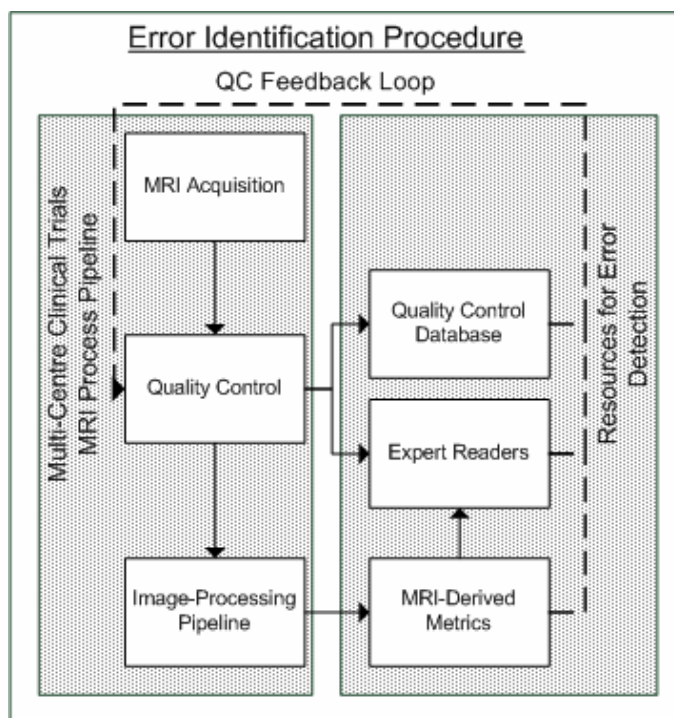 Error Identification Procedure
QC Feedback Loop
Multi-Centre Clinical Trials
MRI Process Pipeline
MRI Acquisition
Quality Control
Image-Processing
Pipeline
Quality Control
Database
Expert Readers
MRI-Derived
Metrics
Resources for Error
Detection